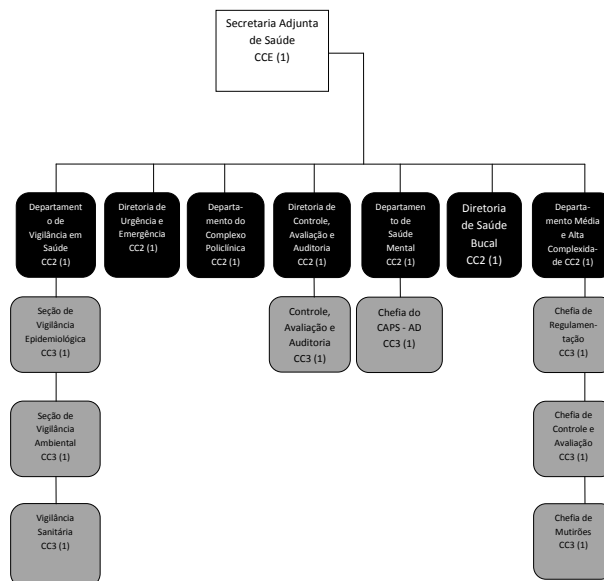 Secretaria Adjunta
de Saúde
CCE (1)
Departament
o de
Vigilância em
Saúde
CC2 (1)
Diretoria de
Urgência e
Emergência
CC2 (1)
Departa-
mento do
Complexo
Policlínica
CC2 (1)
Diretoria de
Controle,
Avaliação e
Auditoria
CC2 (1)
Departamen
to de
Saúde
Mental
CC2 (1)
Diretoria
de Saúde
Bucal
CC2 (1)
Departa-
mento Média
e Alta
Complexida-
de CC2 (1)
Seção de
Vigilância
Epidemiológica
CC3 (1)
Controle,
Avaliação e
Auditoria
CC3 (1)
Chefia do
CAPS - AD
CC3 (1)
Chefia de
Regulamen-
tação
CC3 (1)
Seção de
Vigilância
Ambiental
CC3 (1)
Chefia de
Controle e
Avaliação
CC3 (1)
Vigilância
Sanitária
CC3 (1)
Chefia de
Mutirões
CC3 (1)